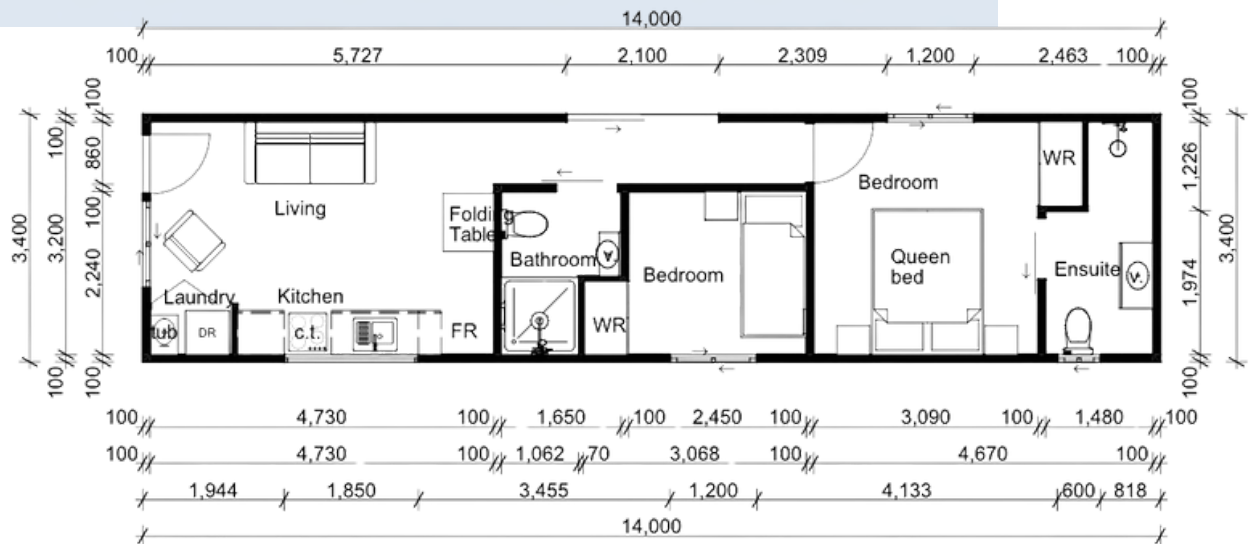 14,000
100 5,727 2,100 2,309 1,200 2,463 100
100 100
100 860 1,226
WR
Bedroom
Living
Folding
Table
100
3,400 3,200 3,400
Bathroom
Queen
bed
Bedroom
Ensuite
2,240 1,974
Laundry Kitchen
tub DR c.t. FR WR
100 100 100
100 4,730 100 1,650 100 2,450 100 3,090 100 1,480 100
100 4,730 100 1,062 70 3,068 100 4,670 100
1,944 1,850 3,455 1,200 4,133 600 818
14,000